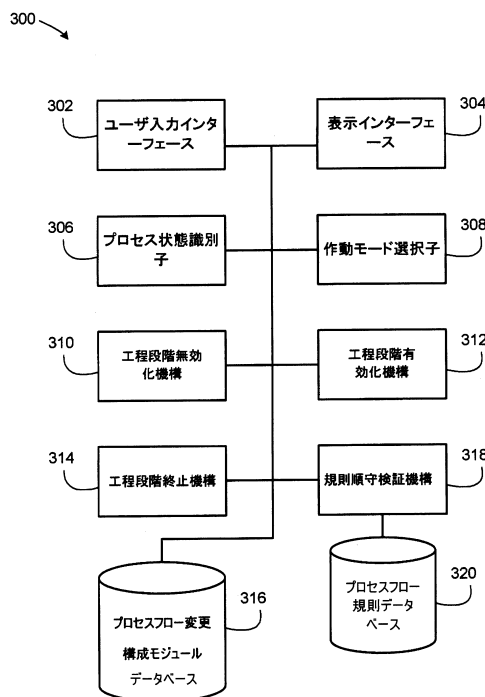 300
302
ユーザ入力インタ
ーフェース
表示インターフェ
ース
304
306
プロセス状態識別
子
作動モード選択子
308
310
工程段階無効
化機構
工程段階有
効化機構
312
314
工程段階終止機構
規則順守検証機構
318
プロセスフロー変更
構成モジュール
データベース
316
プロセスフロー
規則データ
ベース
320